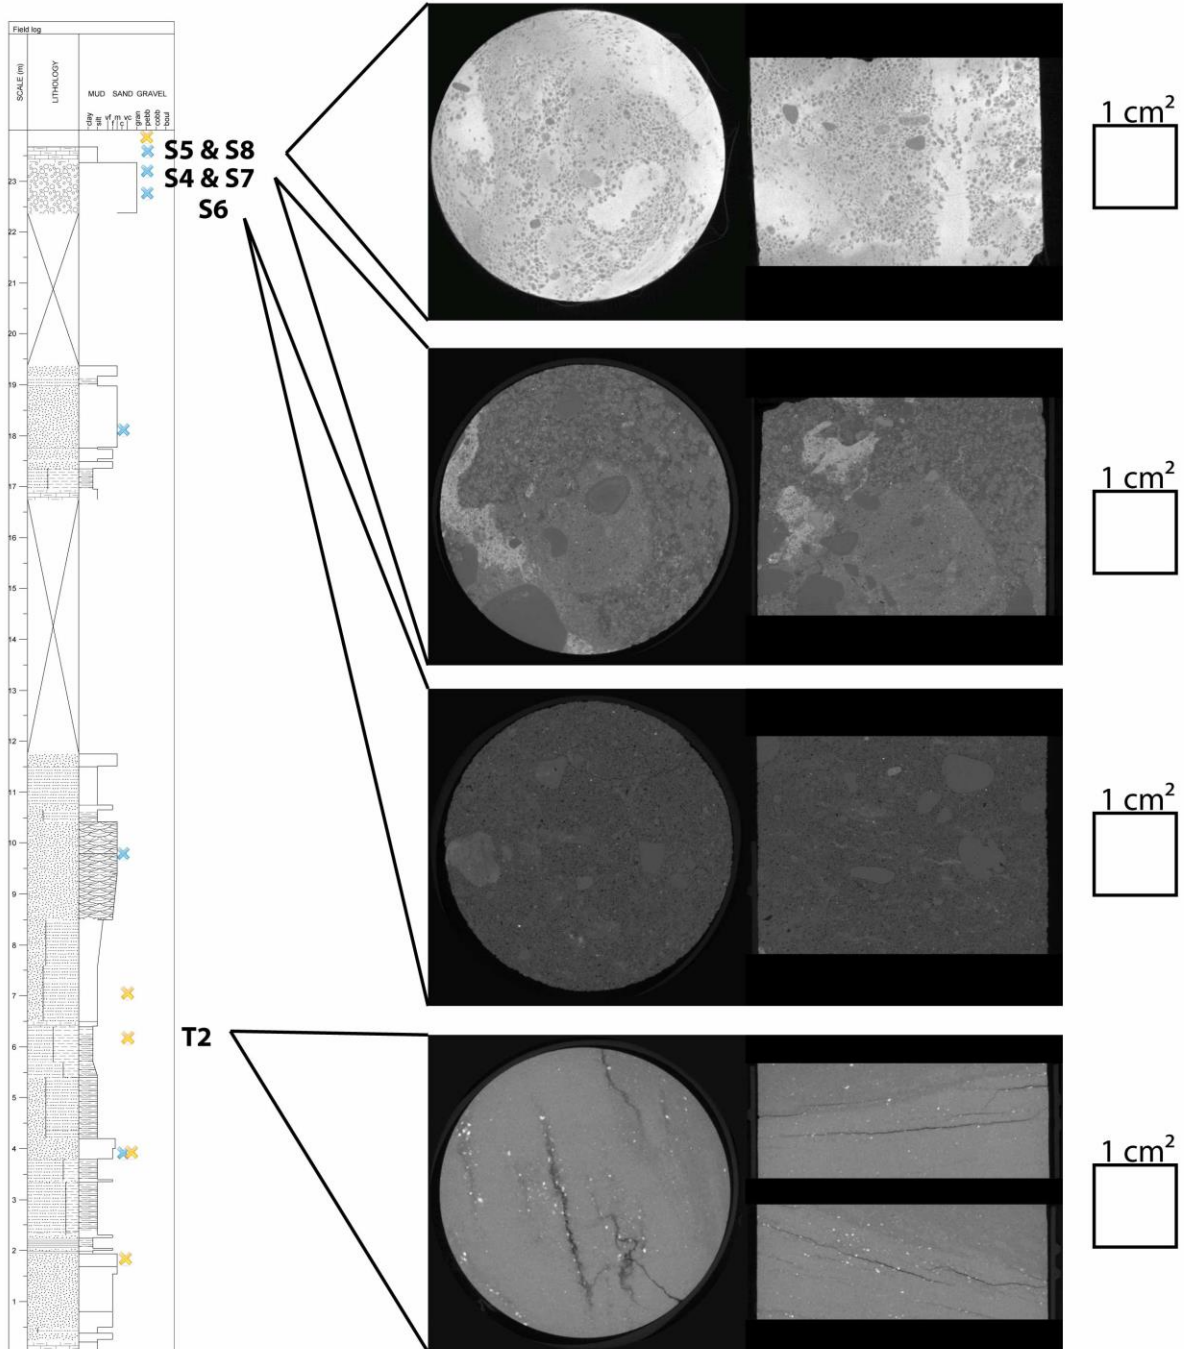 Field log
SCALE (m)
LITHOLOGY
MUD SAND GRAVEL
clay
silt
vf
f
m
c
vc
gran
pebb
cobb
boul
S5 & S8
S4 & S7
S6
T2
23
22
21
20
19
18
17
16
15
14
13
12
11
10
9
8
7
6
5
4
3
2
1
1 cm²
1 cm²
1 cm²
1 cm²